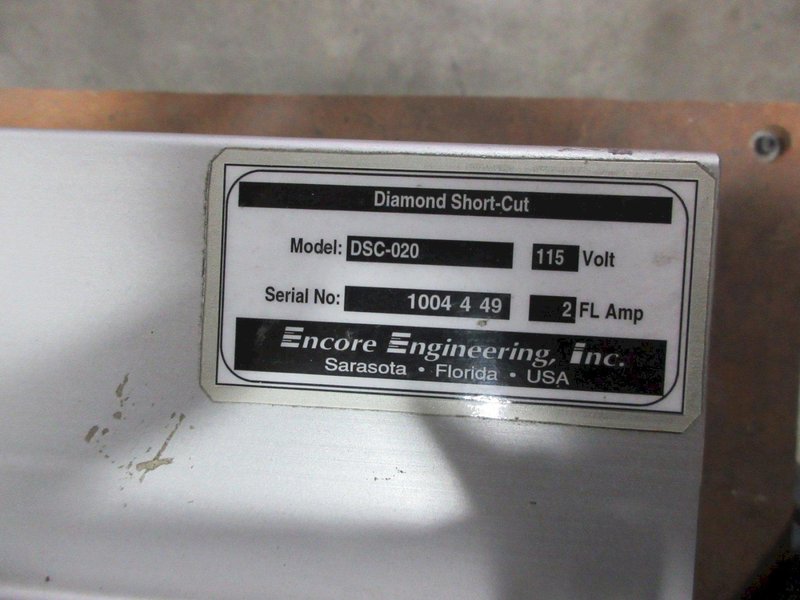 Diamond Short-Cut
Model: DSC-020 115 Volt
Serial No: 1004 4 49 2 FL Amp
Encore Engineering, Inc.
Sarasota • Florida • USA